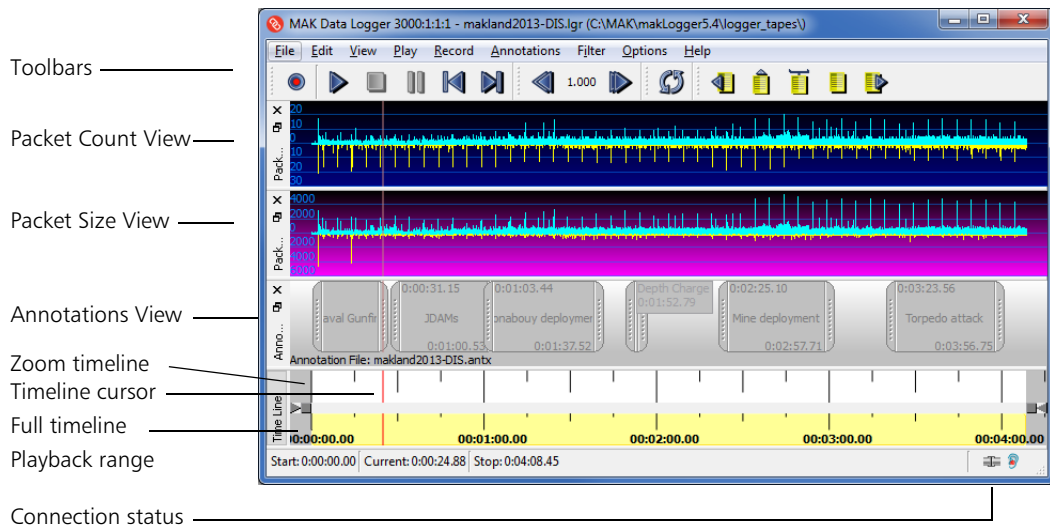 MAK Data Logger 3000:1:1:1 - makland2013-DIS.lgr (C:\MAK\makLogger5.4\logger_tapes\)
File Edit View Play Record Annotations Filter Options Help
Toolbars
1.000
Packet Count View
20
10
0
10
20
30
Pack...
Packet Size View
4000
2000
0
2000
4000
6000
Pack...
Annotations View
Anno...
aval Gunfir
0:00:31.15
JDAMs
0:01:00.53
0:01:03.44
onabouy deploymer
0:01:37.52
Depth Charge
0:01:52.79
0:02:25.10
Mine deployment
0:02:57.71
0:03:23.56
Torpedo attack
0:03:56.75
Annotation File: makland2013-DIS.antx
Zoom timeline
Timeline cursor
Full timeline
Time Line
0:00:00.00 00:01:00.00 00:02:00.00 00:03:00.00 00:04:00.00
Playback range
Start: 0:00:00.00 Current: 0:00:24.88 Stop: 0:04:08.45
Connection status